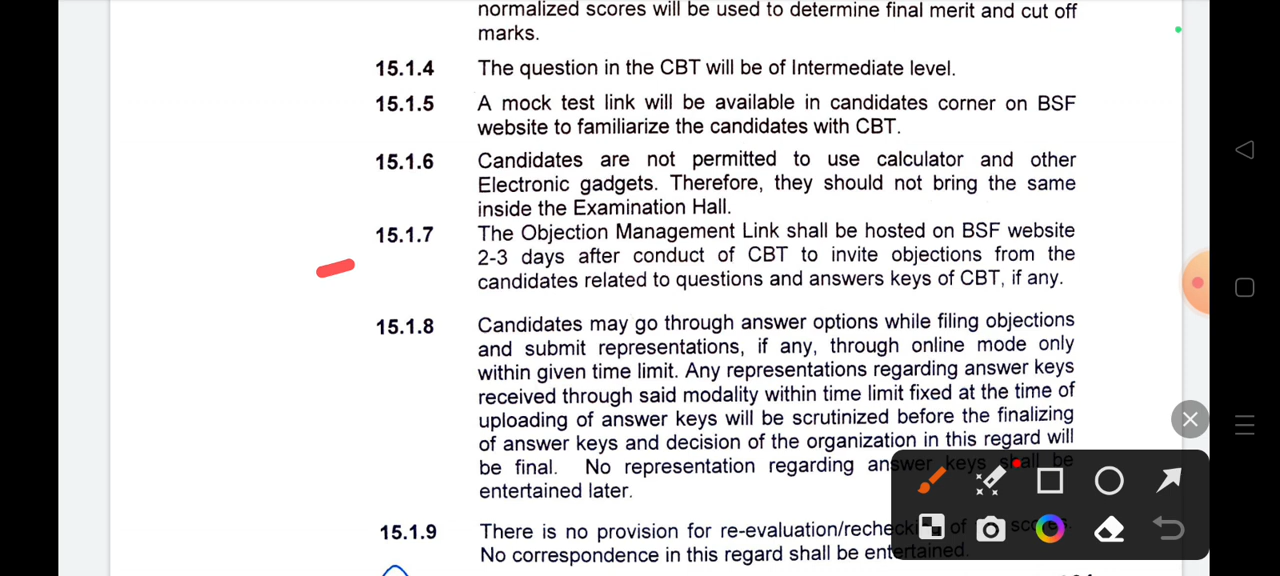 normalized scores will be used to determine final merit and cut off
marks.
15.1.4 The question in the CBT will be of Intermediate level.
15.1.5 A mock test link will be available in candidates corner on BSF
website to familiarize the candidates with CBT.
15.1.6 Candidates are not permitted to use calculator and other
Electronic gadgets. Therefore, they should not bring the same
inside the Examination Hall.
15.1.7 The Objection Management Link shall be hosted on BSF website
2-3 days after conduct of CBT to invite objections from the
candidates related to questions and answers keys of CBT, if any.
15.1.8 Candidates may go through answer options while filing objections
and submit representations, if any, through online mode only
within given time limit. Any representations regarding answer keys
received through said modality within time limit fixed at the time of
uploading of answer keys will be scrutinized before the finalizing
of answer keys and decision of the organization in this regard will
be final. No representation regarding answer keys shall be
entertained later.
15.1.9 There is no provision for re-evaluation/rechecking of
No correspondence in this regard shall be entertained.